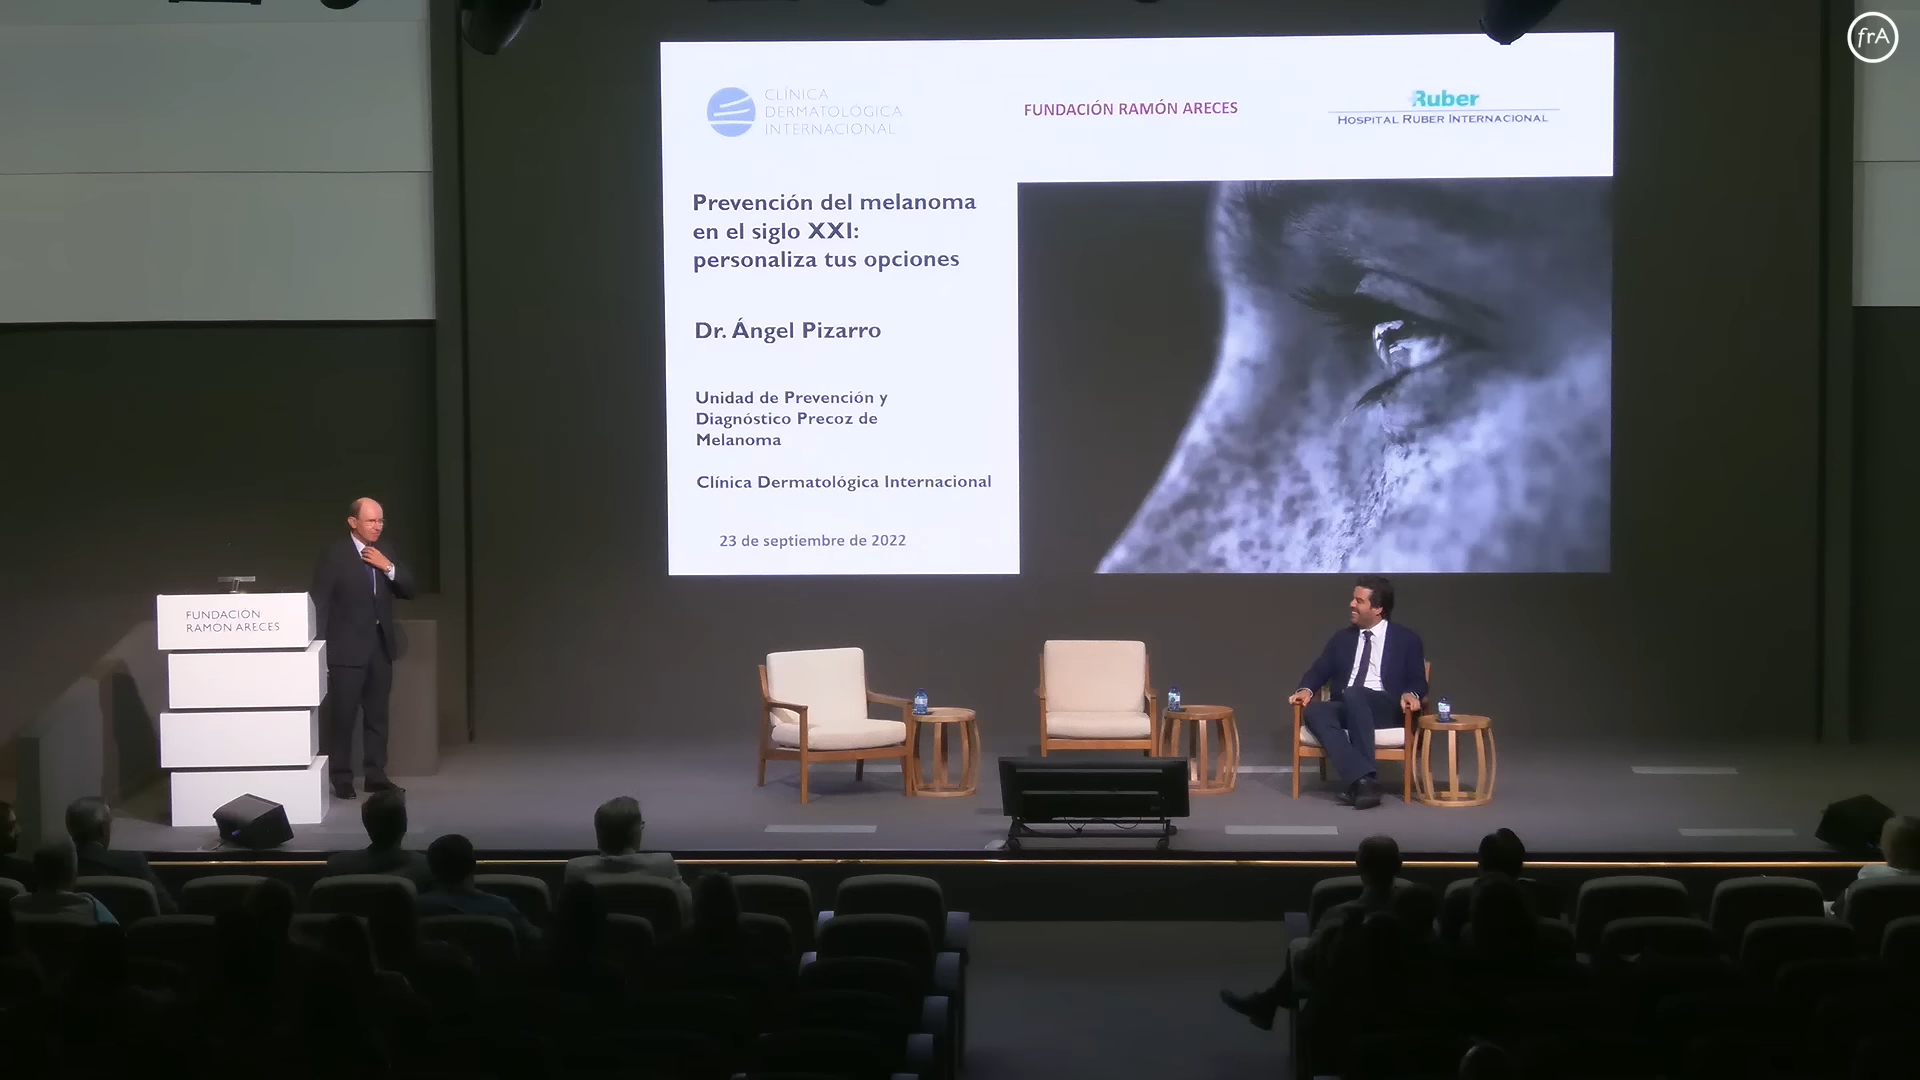 frA
CLÍNICA
DERMATOLÓGICA
INTERNACIONAL
FUNDACIÓN RAMÓN ARECES
Ruber
HOSPITAL RUBER INTERNACIONAL
Prevención del melanoma
en el siglo XXI:
personaliza tus opciones
Dr. Ángel Pizarro
Unidad de Prevención y
Diagnóstico Precoz de
Melanoma
Clínica Dermatológica Internacional
23 de septiembre de 2022
FUNDACIÓN
RAMÓN ARECES